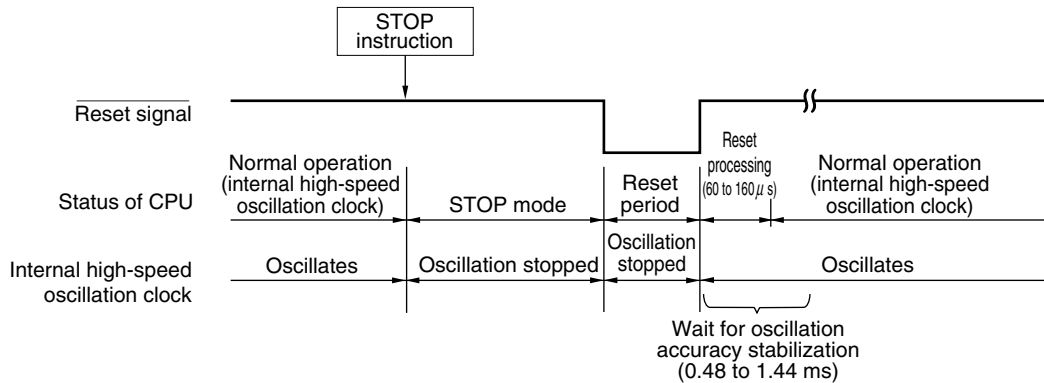 STOP
instruction
Reset signal
Reset
processing
(60 to 160 μ s)
Normal operation
(internal high-speed
oscillation clock)
Status of CPU
STOP mode
Reset
period
Normal operation
(internal high-speed
oscillation clock)
Internal high-speed
oscillation clock
Oscillates
Oscillation stopped
Oscillation
stopped
Oscillates
Wait for oscillation
accuracy stabilization
(0.48 to 1.44 ms)